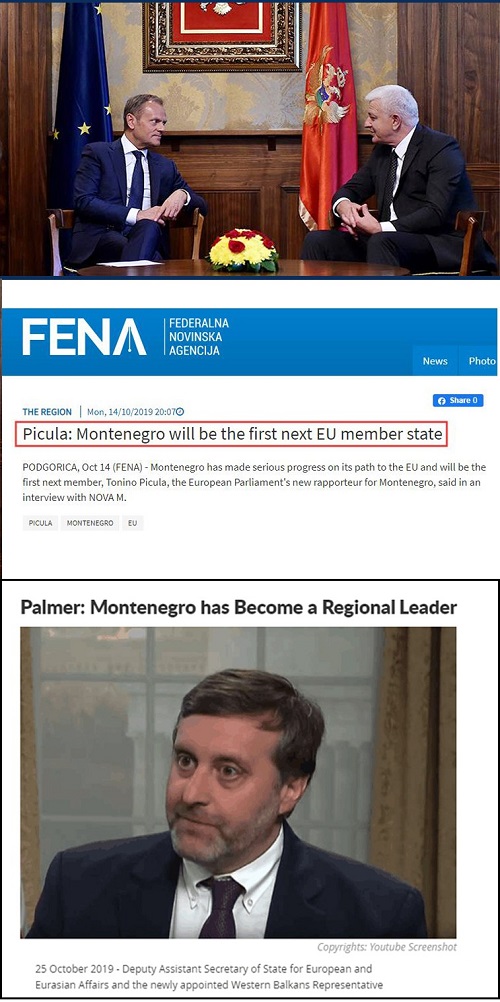 FENA
FEDERALNA
NOVINSKA
AGENCIJA
News
Photo
Share 0
THE REGION
Mon, 14/10/2019 20:07
Picula: Montenegro will be the first next EU member state
PODGORICA, Oct 14 (FENA) - Montenegro has made serious progress on its path to the EU and will be the
first next member, Tonino Picula, the European Parliament's new rapporteur for Montenegro, said in an
interview with NOVA M.
PICULA
MONTENEGRO
EU
Palmer: Montenegro has Become a Regional Leader
Copyrights: Youtube Screenshot
25 October 2019 - Deputy Assistant Secretary of State for European and
Eurasian Affairs and the newly appointed Western Balkans Representative